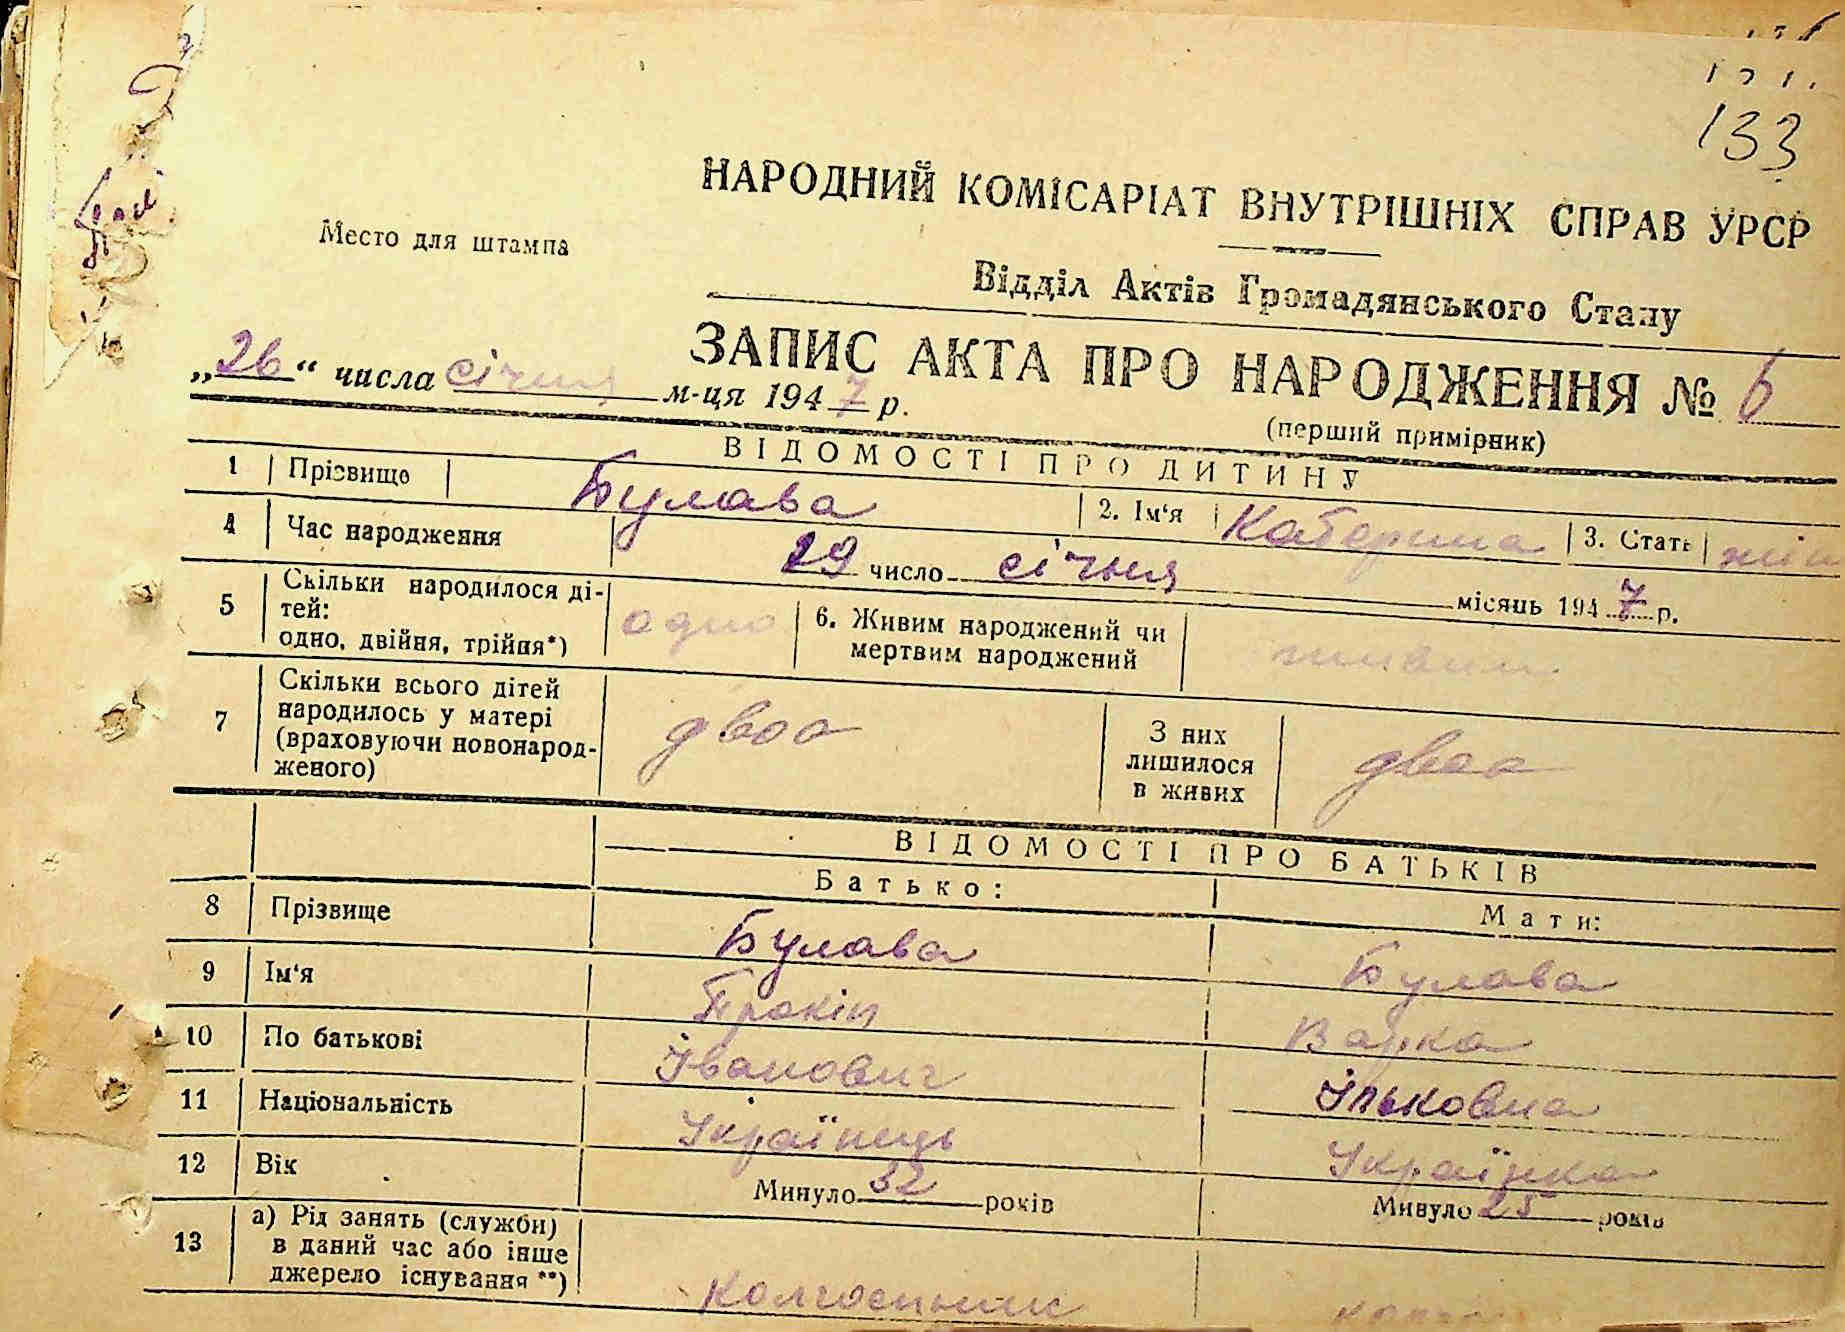 133
НАРОДНИЙ КОМІСАРІАТ ВНУТРІШНІХ СПРАВ УРСР
Место для штампа
Відділ Актів Громадянського Стану
ЗАПИС АКТА ПРО НАРОДЖЕННЯ № 6
„26“ числа січня м-ця 1947 р.
(перший примірник)
ВІДОМОСТІ ПРО ДИТИНУ
1 Прізвище Булава 2. Ім'я Катерина 3. Стать жін
4 Час народження 29 число січня місяць 1947 р.
5 Скільки народилося ді-
тей:
одно, двійня, трійня*) одно
6. Живим народжений чи
мертвим народжений живим
7 Скільки всього дітей
народилось у матері
(враховуючи новонарод-
женого) двоє
З них
лишилося
в живих двоє
ВІДОМОСТІ ПРО БАТЬКІВ
Батько: Мати:
8 Прізвище Булава Булава
9 Ім'я Прокіп Варка
10 По батькові Іванович Ільковна
11 Національність Українець Українка
12 Вік Минуло 32 років Минуло 25 років
13 а) Рід занять (служби)
в даний час або інше
джерело існування **) Колгоспник